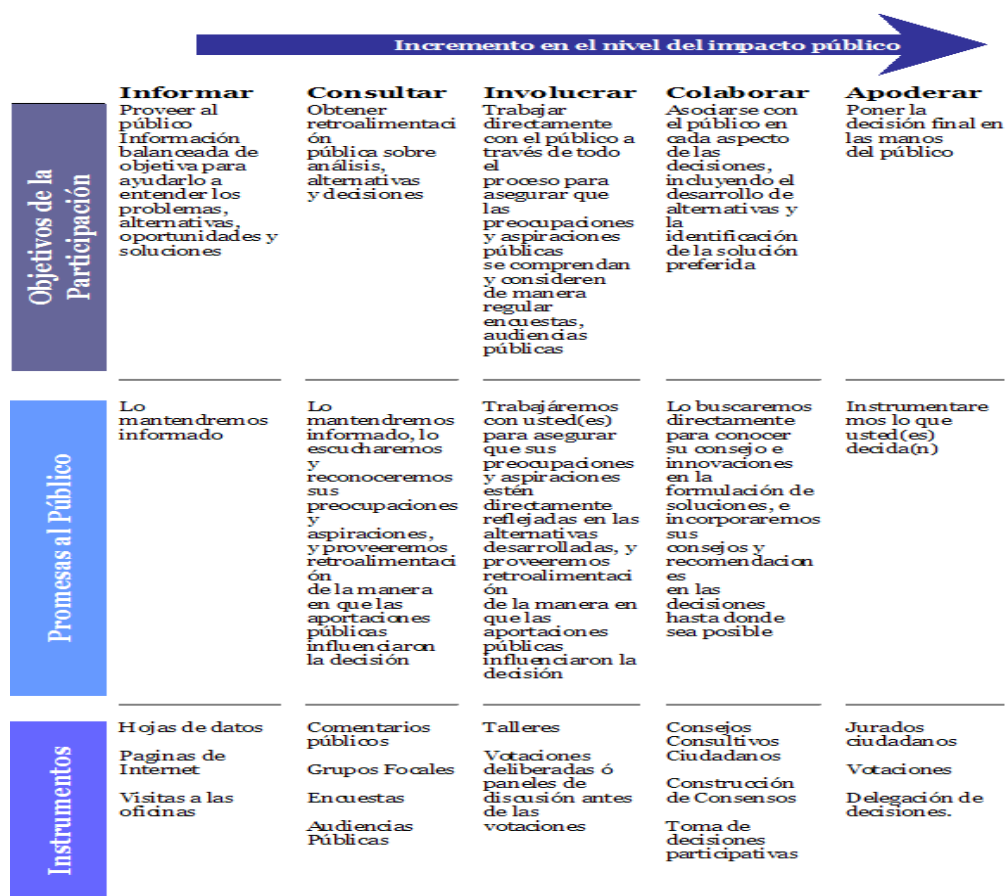 Incremento en el nivel del impacto público
Informar
Proveer al
público
Información
balanceada de
objetiva para
ayudarlo a
entender los
problemas,
alternativas,
oportunidades y
soluciones
Consultar
Obtener
retroalimentaci
ón
pública sobre
análisis,
alternativas
y decisiones
Involucrar
Trabajar
directamente
con el público a
través de todo
el
proceso para
asegurar que
las
preocupaciones
y aspiraciones
públicas
se comprendan
y consideren
de manera
regular
encuestas,
audiencias
públicas
Colaborar
Asociarse con
el público en
cada aspecto
de las
decisiones,
incluyendo el
desarrollo de
alternativas y
la
identificación
de la solución
preferida
Apoderar
Poner la
decisión final en
las manos
del público
Objetivos de la
Participación
Lo
mantendremos
informado
Lo
mantendremos
informado, lo
escucharemos
y
reconoceremos
sus
preocupaciones
y
aspiraciones,
y proveeremos
retroalimentaci
ón
de la manera
en que las
aportaciones
públicas
influenciaron
la decisión
Trabajáremos
con usted(es)
para asegurar
que sus
preocupaciones
y aspiraciones
estén
directamente
reflejadas en las
alternativas
desarrolladas, y
proveeremos
retroalimentaci
ón
de la manera en
que las
aportaciones
públicas
influenciaron la
decisión
Lo buscaremos
directamente
para conocer
su consejo e
innovaciones
en la
formulación de
soluciones, e
incorporaremos
sus
consejos y
recomendacion
es
en las
decisiones
hasta donde
sea posible
Instrumentare
mos lo que
usted(es)
decida(n)
Promesas al Público
Hojas de datos
Paginas de
Internet
Visitas a las
oficinas
Comentarios
públicos
Grupos Focales
Encuestas
Audiencias
Públicas
Talleres
Votaciones
deliberadas ó
paneles de
discusión antes
de las
votaciones
Consejos
Consultivos
Ciudadanos
Construcción
de Consensos
Toma de
decisiones
participativas
Jurados
ciudadanos
Votaciones
Delegación de
decisiones.
Instrumentos